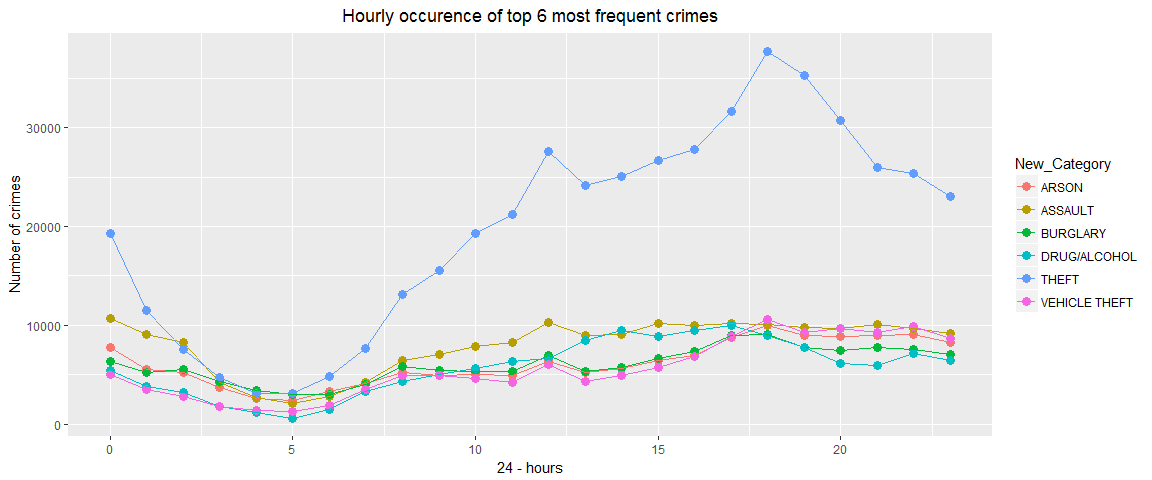 Hourly occurence of top 6 most frequent crimes
Number of crimes
30000
20000
10000
0
0
5
10
15
20
24 - hours
New_Category
ARSON
ASSAULT
BURGLARY
DRUG/ALCOHOL
THEFT
VEHICLE THEFT